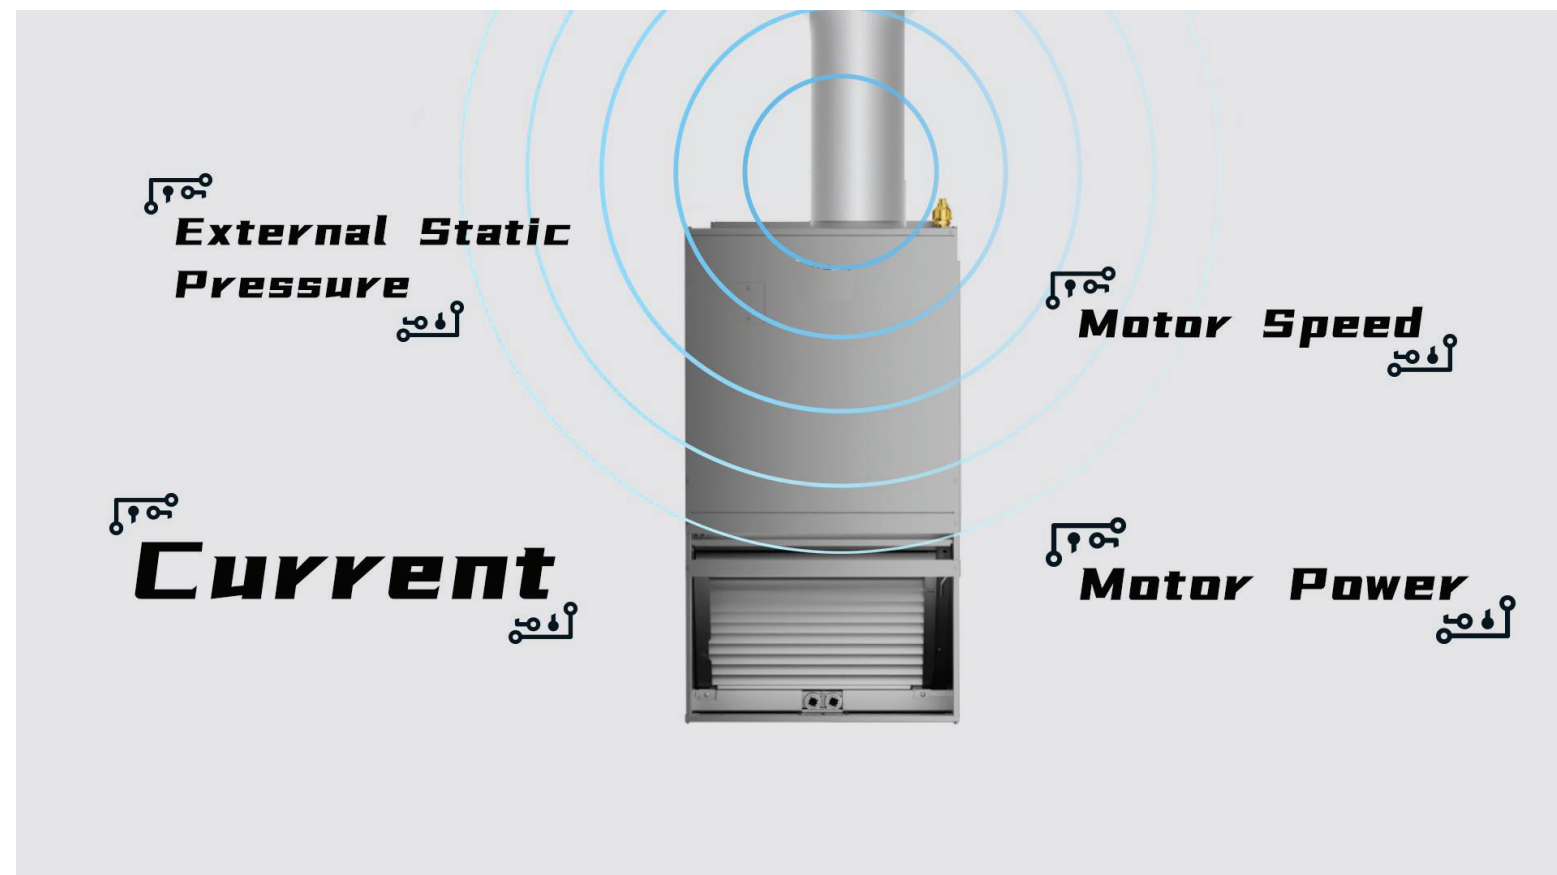 External Static
Pressure
Motor Speed
Current
Motor Power